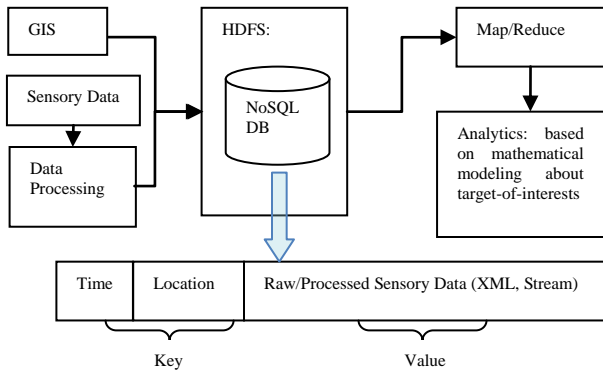 GIS
Sensory Data
Data
Processing
HDFS:
NoSQL
DB
Map/Reduce
Analytics: based
on mathematical
modeling about
target-of-interests
Time
Location
Raw/Processed Sensory Data (XML, Stream)
Key
Value